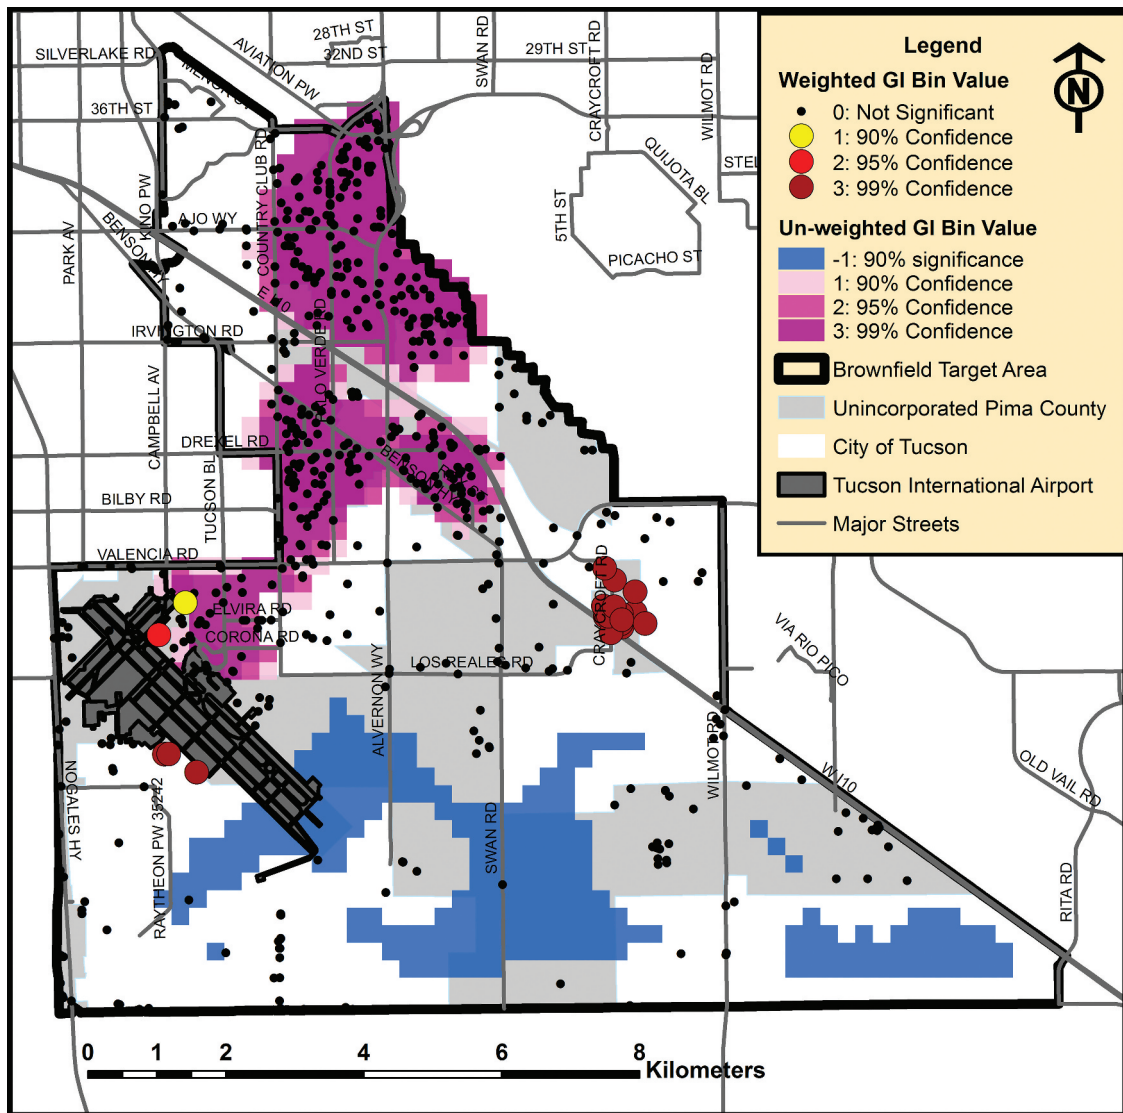 SILVERLAKE RD
AVIATION PW
28TH ST
32ND ST
29TH ST
SWAN RD
CRAYCROFT RD
WILMOT RD
36TH ST
COUNTRY CLUB RD
QUIJOTA BL
5TH ST
PICACHO ST
PARK AV
KINO PW
AJO WY
BENSON HY
E I10
IRVINGTON RD
PALO VERDE RD
CAMPBELL AV
DREXEL RD
TUCSON BL
BENSON HY
BILBY RD
VALENCIA RD
ELVIRA RD
CORONA RD
CRAYCROFT RD
LOS REALES RD
ALVERNON WY
VIA RIO PICO
WILMOT RD
W I10
OLD VAIL RD
NOGALES HY
RAYTHEON PW 35242
SWAN RD
RITA RD
0 1 2 4 6 8
Kilometers
Legend
Weighted GI Bin Value
0: Not Significant
1: 90% Confidence
2: 95% Confidence
3: 99% Confidence
N
Un-weighted GI Bin Value
-1: 90% significance
1: 90% Confidence
2: 95% Confidence
3: 99% Confidence
Brownfield Target Area
Unincorporated Pima County
City of Tucson
Tucson International Airport
Major Streets